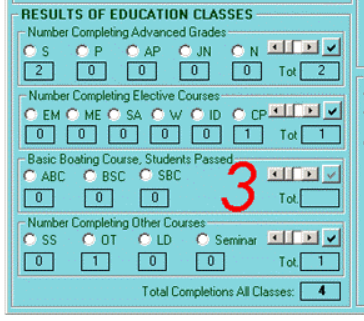 RESULTS OF EDUCATION CLASSES
Number Completing Advanced Grades
S P AP JN N
2 0 0 0 0 Tot 2
Number Completing Elective Courses
EM ME SA W ID CP
0 0 0 0 0 1 Tot 1
Basic Boating Course, Students Passed
ABC BSC SBC
0 0 0 3 Tot.
Number Completing Other Courses
SS OT LD Seminar
0 1 0 0 Tot. 1
Total Completions All Classes: 4